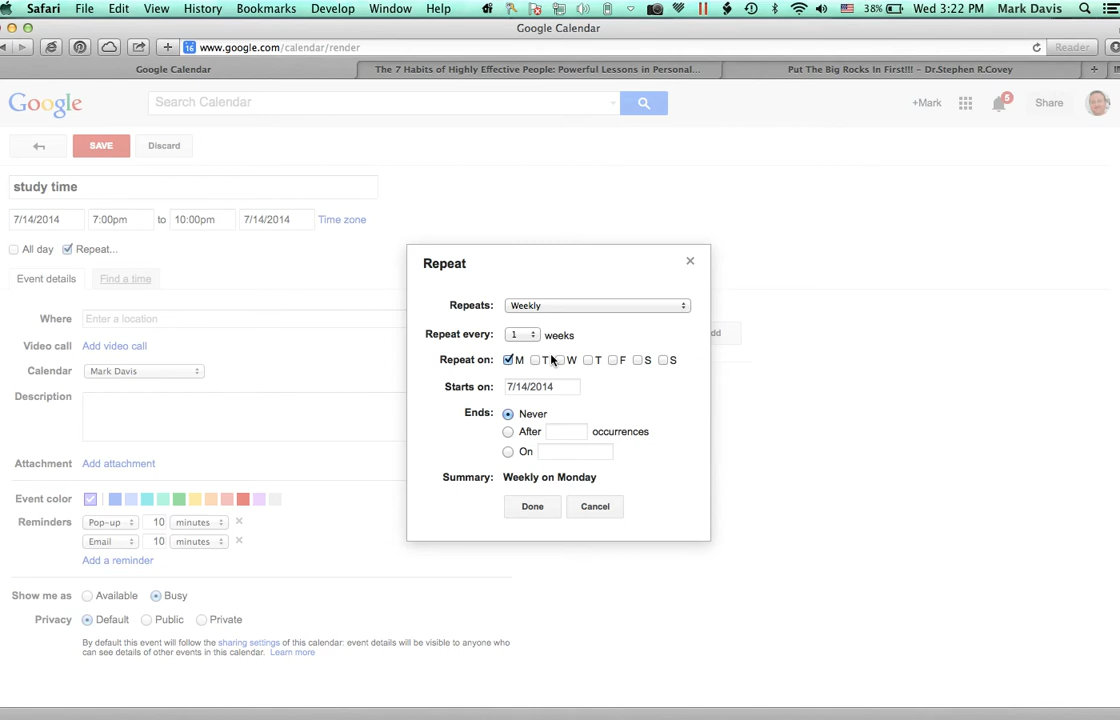 Safari File Edit View History Bookmarks Develop Window Help 38% Wed 3:22 PM Mark Davis
Google Calendar
www.google.com/calendar/render Reader
Google Calendar The 7 Habits of Highly Effective People: Powerful Lessons in Personal... Put The Big Rocks In First!!! – Dr.Stephen R.Covey
Google Search Calendar +Mark 5 Share
SAVE Discard
study time
7/14/2014 7:00pm to 10:00pm 7/14/2014 Time zone
All day Repeat...
Event details Find a time
Where Enter a location
Video call Add video call
Calendar Mark Davis
Description
Attachment Add attachment
Event color
Reminders Pop-up 10 minutes
Email 10 minutes
Add a reminder
Show me as Available Busy
Privacy Default Public Private
By default this event will follow the sharing settings of this calendar: event details will be visible to anyone who
can see details of other events in this calendar. Learn more
Repeat
Repeats: Weekly
Repeat every: 1 weeks
Repeat on: M T W T F S S
Starts on: 7/14/2014
Ends: Never
After occurrences
On
Summary: Weekly on Monday
Done Cancel